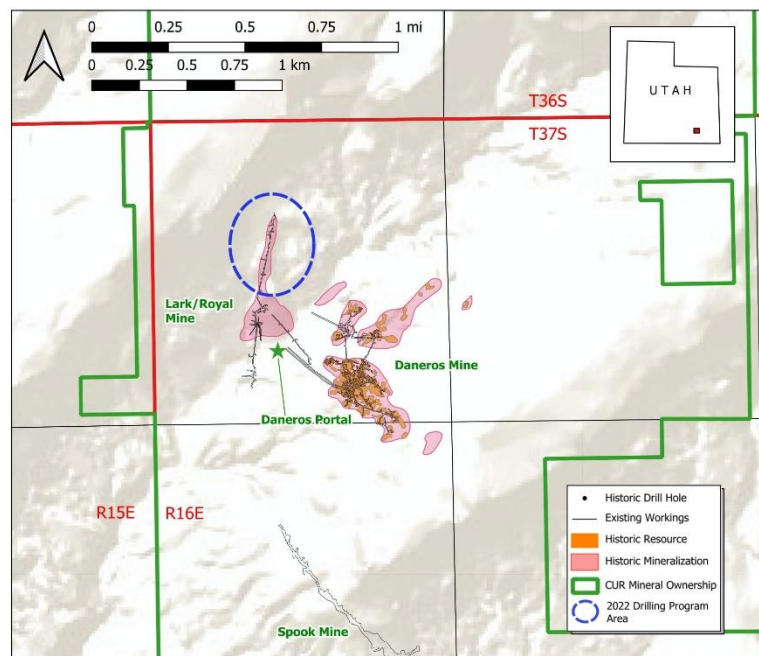 0 0.25 0.5 0.75 1 mi
0 0.25 0.5 0.75 1 km
UTAH
T36S
T37S
Lark/Royal
Mine
Daneros Mine
Daneros Portal
R15E R16E
Spook Mine
Historic Drill Hole
Existing Workings
Historic Resource
Historic Mineralization
CUR Mineral Ownership
2022 Drilling Program
Area